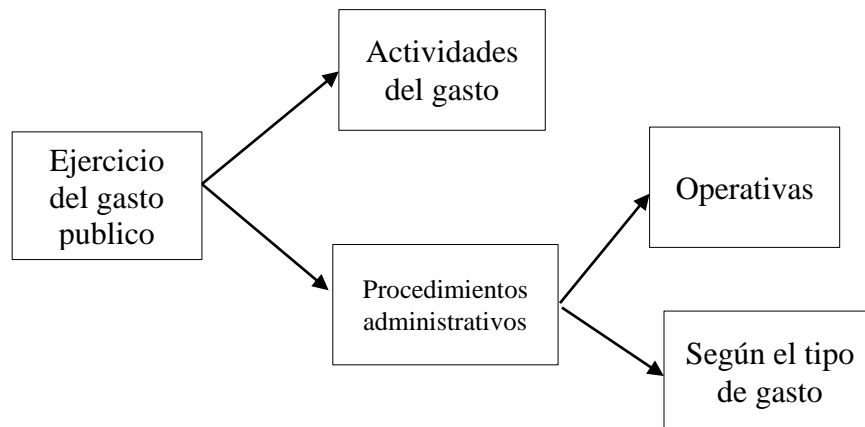 Actividades
del gasto
Ejercicio
del gasto
publico
Operativas
Procedimientos
administrativos
Según el tipo
de gasto